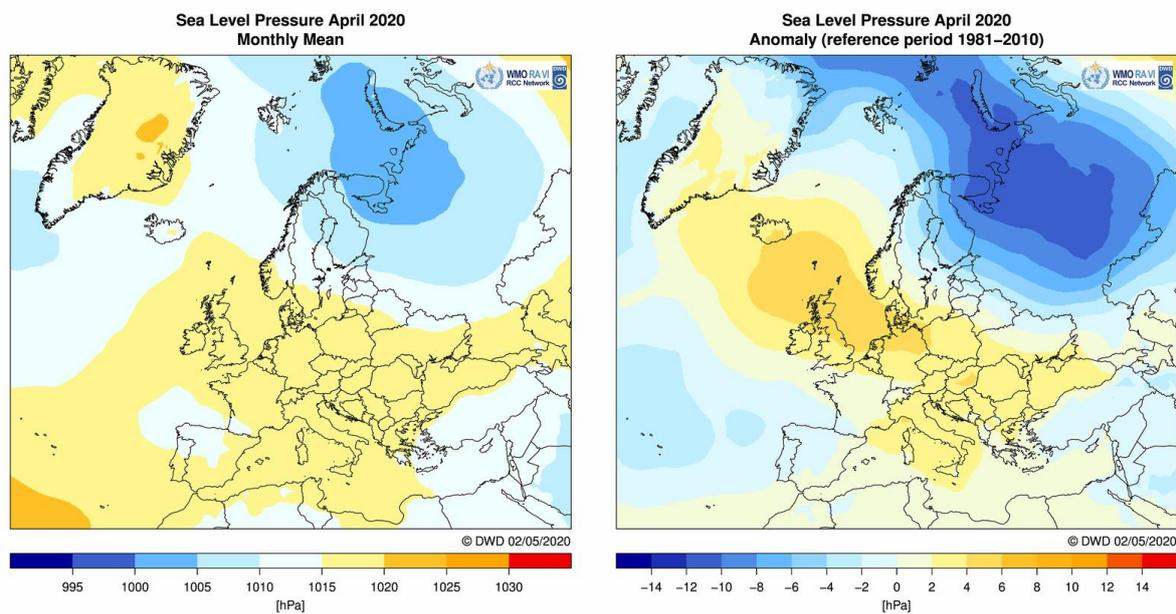 Sea Level Pressure April 2020
Monthly Mean
WMO RA VI
RCC Network
DWD
© DWD 02/05/2020
995 1000 1005 1010 1015 1020 1025 1030
[hPa]
Sea Level Pressure April 2020
Anomaly (reference period 1981−2010)
WMO RA VI
RCC Network
DWD
© DWD 02/05/2020
−14 −12 −10 −8 −6 −4 −2 0 2 4 6 8 10 12 14
[hPa]